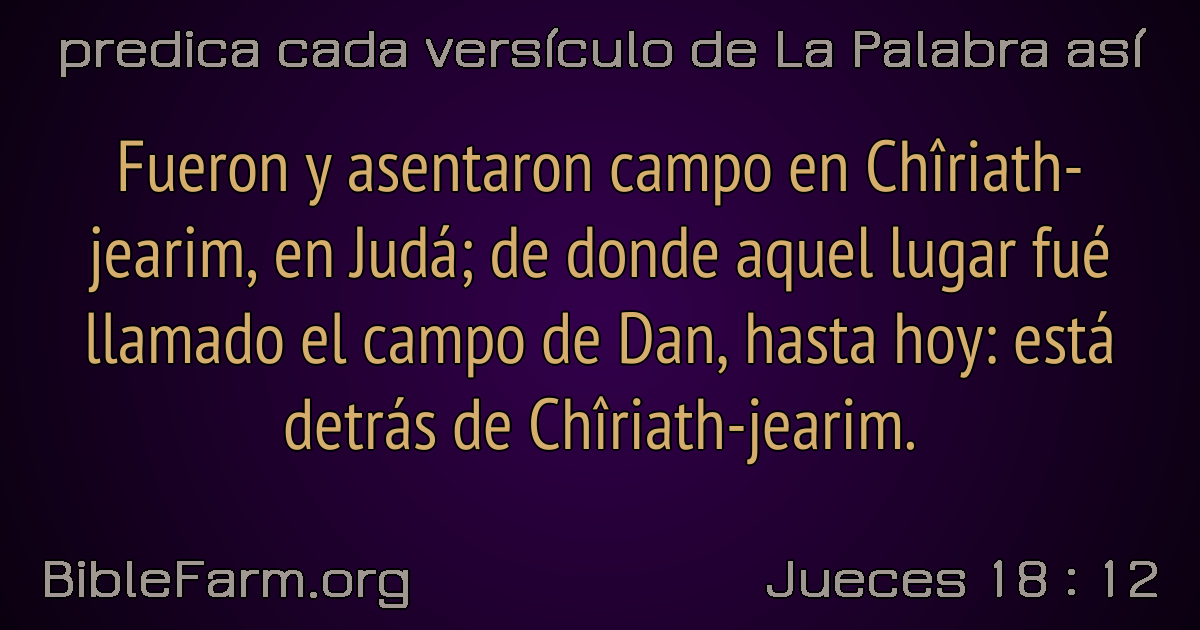 predica cada versículo de La Palabra así
Fueron y asentaron campo en Chîriath-
jearim, en Judá; de donde aquel lugar fué
llamado el campo de Dan, hasta hoy: está
detrás de Chîriath-jearim.
BibleFarm.org
Jueces 18 : 12